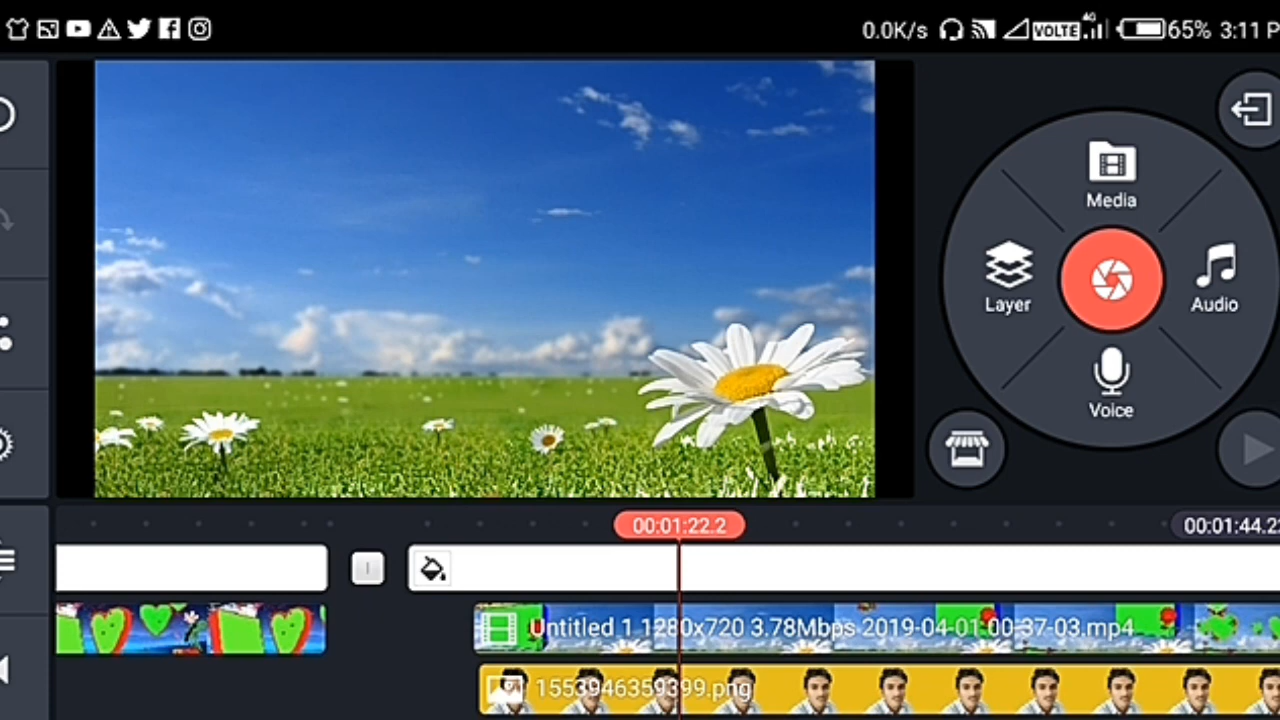 0.0K/s VOLTE 4G 65% 3:11 P
Media
Layer
Audio
Voice
00:01:22.2
00:01:44.2
Untitled 1 1280x720 3.78Mbps 2019-04-01 00-37-03.mp4
1553946359399.png